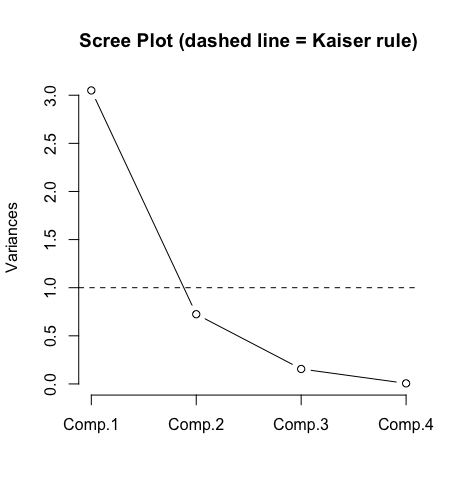 Scree Plot (dashed line = Kaiser rule)
Variances
3.0
2.5
2.0
1.5
1.0
0.5
0.0
Comp.1 Comp.2 Comp.3 Comp.4